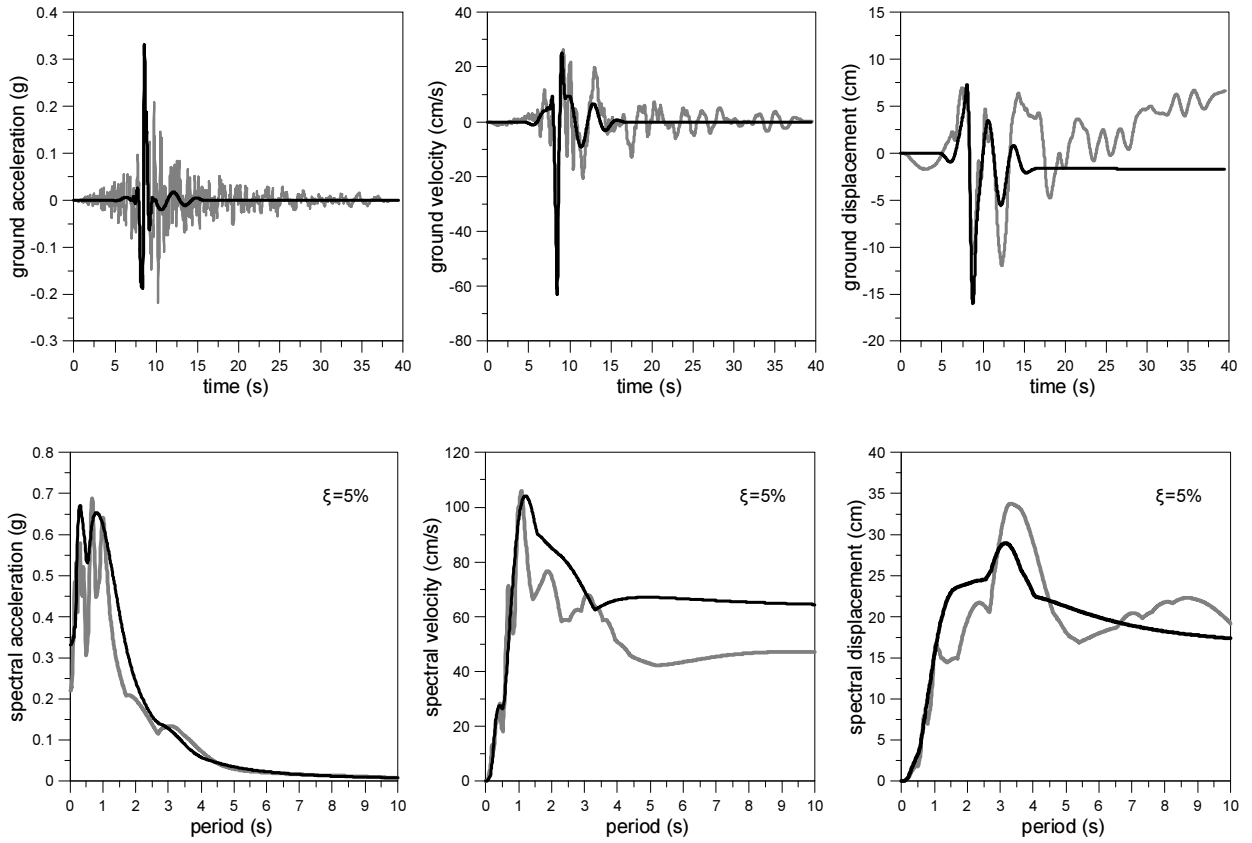 0.4
0.3
0.2
0.1
0
-0.1
-0.2
-0.3
ground acceleration (g)
0 5 10 15 20 25 30 35 40
time (s)
40
20
0
-20
-40
-60
-80
ground velocity (cm/s)
0 5 10 15 20 25 30 35 40
time (s)
15
10
5
0
-5
-10
-15
-20
ground displacement (cm)
0 5 10 15 20 25 30 35 40
time (s)
0.8
0.7
0.6
0.5
0.4
0.3
0.2
0.1
0
spectral acceleration (g)
ξ=5%
0 1 2 3 4 5 6 7 8 9 10
period (s)
120
100
80
60
40
20
0
spectral velocity (cm/s)
ξ=5%
0 1 2 3 4 5 6 7 8 9 10
period (s)
40
35
30
25
20
15
10
5
0
spectral displacement (cm)
ξ=5%
0 1 2 3 4 5 6 7 8 9 10
period (s)